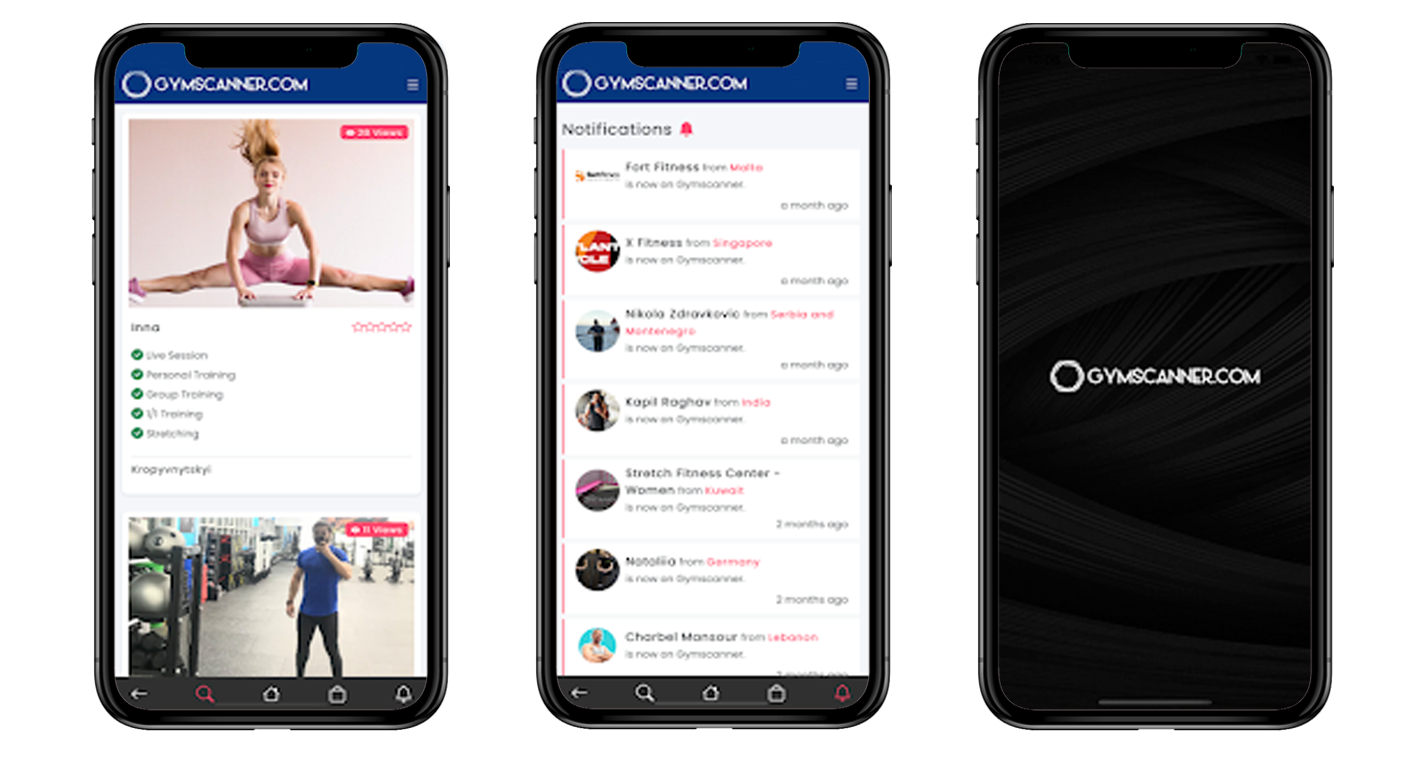 GYMSCANNER.COM
28 Views
Inna
Live Session
Personal Training
Group Training
1/1 Training
Stretching
Kropyvnytskyi
11 Views
GYMSCANNER.COM
Notifications
Fort Fitness from Malta
is now on Gymscanner.
a month ago
X Fitness from Singapore
is now on Gymscanner.
a month ago
Nikola Zdravkovic from Serbia and
Montenegro
is now on Gymscanner.
a month ago
Kapil Raghav from India
is now on Gymscanner.
a month ago
Stretch Fitness Center -
Women from Kuwait
is now on Gymscanner.
2 months ago
Nataliia from Germany
is now on Gymscanner.
2 months ago
Charbel Mansour from Lebanon
is now on Gymscanner.
2 months ago
GYMSCANNER.COM